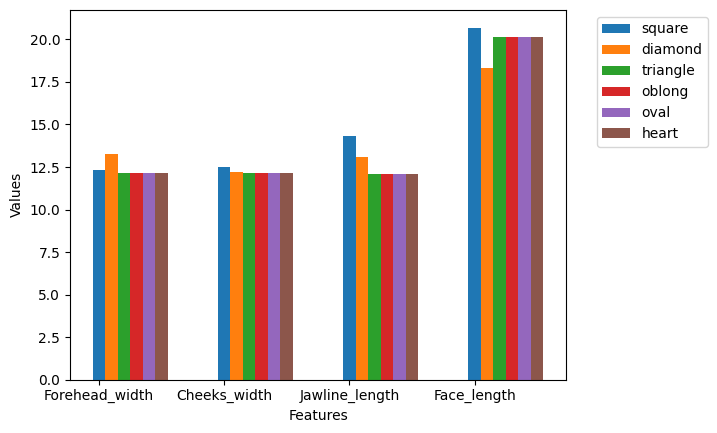 20.0
17.5
15.0
12.5
10.0
7.5
5.0
2.5
0.0
Values
Forehead_width
Cheeks_width
Jawline_length
Face_length
Features
square
diamond
triangle
oblong
oval
heart